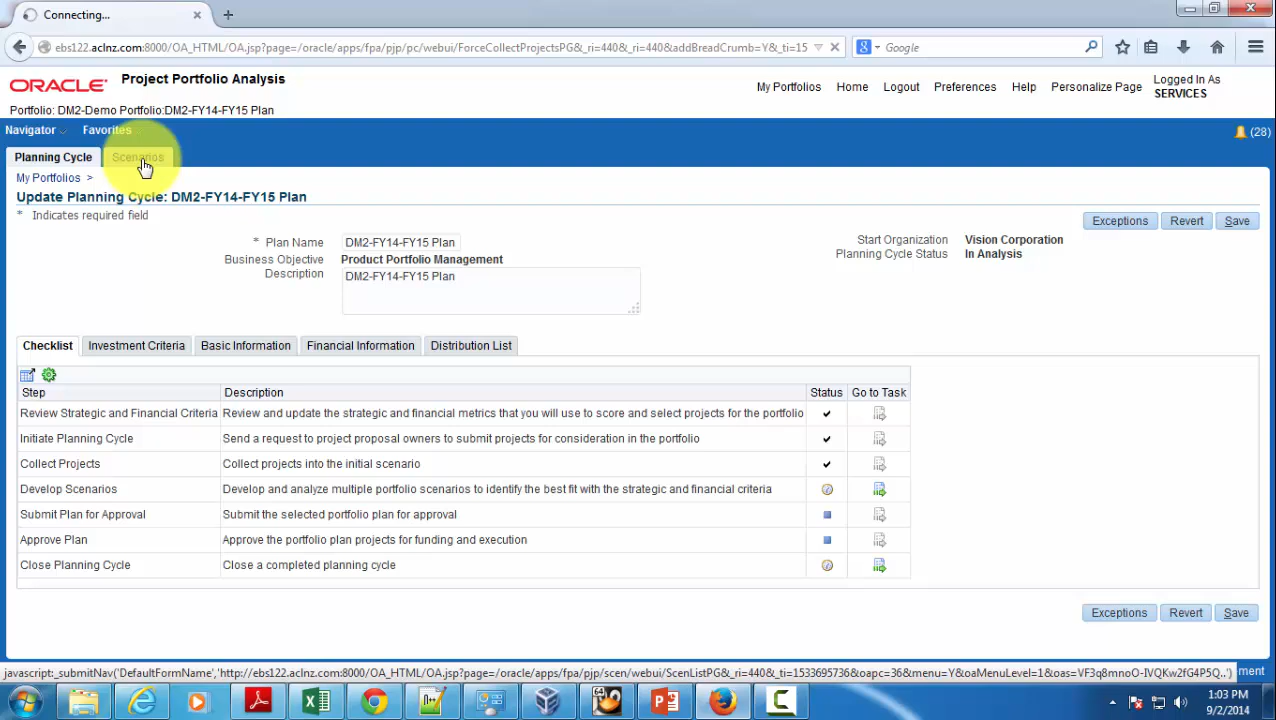 Connecting...
ebs122.aclnz.com:8000/OA_HTML/OA.jsp?page=/oracle/apps/fpa/pjp/pc/webui/ForceCollectProjectsPG&_ri=440&_ri=440&addBreadCrumb=Y&_ti=15
Google
ORACLE Project Portfolio Analysis
My Portfolios Home Logout Preferences Help Personalize Page Logged In As SERVICES
Portfolio: DM2-Demo Portfolio:DM2-FY14-FY15 Plan
Navigator Favorites (28)
Planning Cycle Scenarios
My Portfolios >
Update Planning Cycle: DM2-FY14-FY15 Plan
* Indicates required field
Exceptions Revert Save
* Plan Name DM2-FY14-FY15 Plan
Start Organization Vision Corporation
Business Objective Product Portfolio Management
Planning Cycle Status In Analysis
Description DM2-FY14-FY15 Plan
Checklist Investment Criteria Basic Information Financial Information Distribution List
Step Description Status Go to Task
Review Strategic and Financial Criteria Review and update the strategic and financial metrics that you will use to score and select projects for the portfolio
Initiate Planning Cycle Send a request to project proposal owners to submit projects for consideration in the portfolio
Collect Projects Collect projects into the initial scenario
Develop Scenarios Develop and analyze multiple portfolio scenarios to identify the best fit with the strategic and financial criteria
Submit Plan for Approval Submit the selected portfolio plan for approval
Approve Plan Approve the portfolio plan projects for funding and execution
Close Planning Cycle Close a completed planning cycle
Exceptions Revert Save
javascript:_submitNav('DefaultFormName','http://ebs122.aclnz.com:8000/OA_HTML/OA.jsp?page=/oracle/apps/fpa/pjp/scen/webui/ScenListPG&_ri=440&_ti=1533695736&oapc=36&menu=Y&oaMenuLevel=1&oas=VF3q8mnoO-IVQKw2fG4P5Q..')
ment
64
1:03 PM
9/2/2014